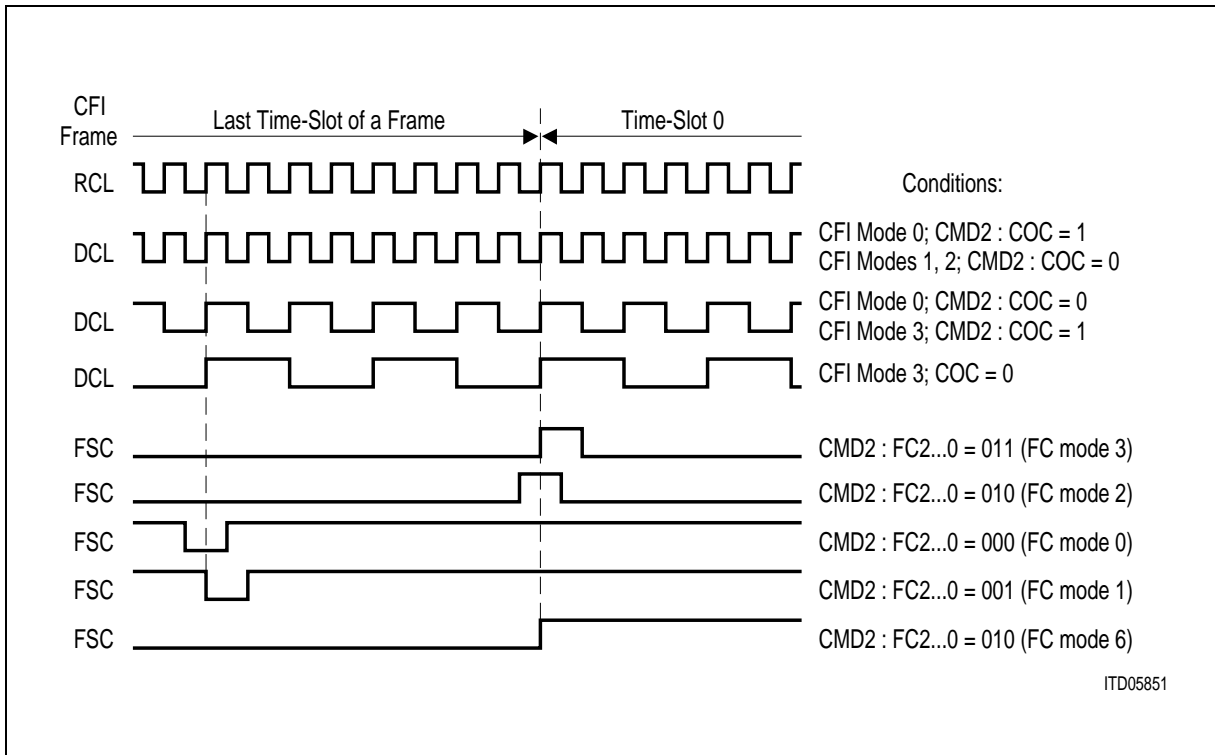 CFI
Frame
Last Time-Slot of a Frame
Time-Slot 0
RCL
Conditions:
DCL
CFI Mode 0; CMD2 : COC = 1
CFI Modes 1, 2; CMD2 : COC = 0
DCL
CFI Mode 0; CMD2 : COC = 0
CFI Mode 3; CMD2 : COC = 1
DCL
CFI Mode 3; COC = 0
FSC
CMD2 : FC2...0 = 011 (FC mode 3)
FSC
CMD2 : FC2...0 = 010 (FC mode 2)
FSC
CMD2 : FC2...0 = 000 (FC mode 0)
FSC
CMD2 : FC2...0 = 001 (FC mode 1)
FSC
CMD2 : FC2...0 = 010 (FC mode 6)
ITD05851